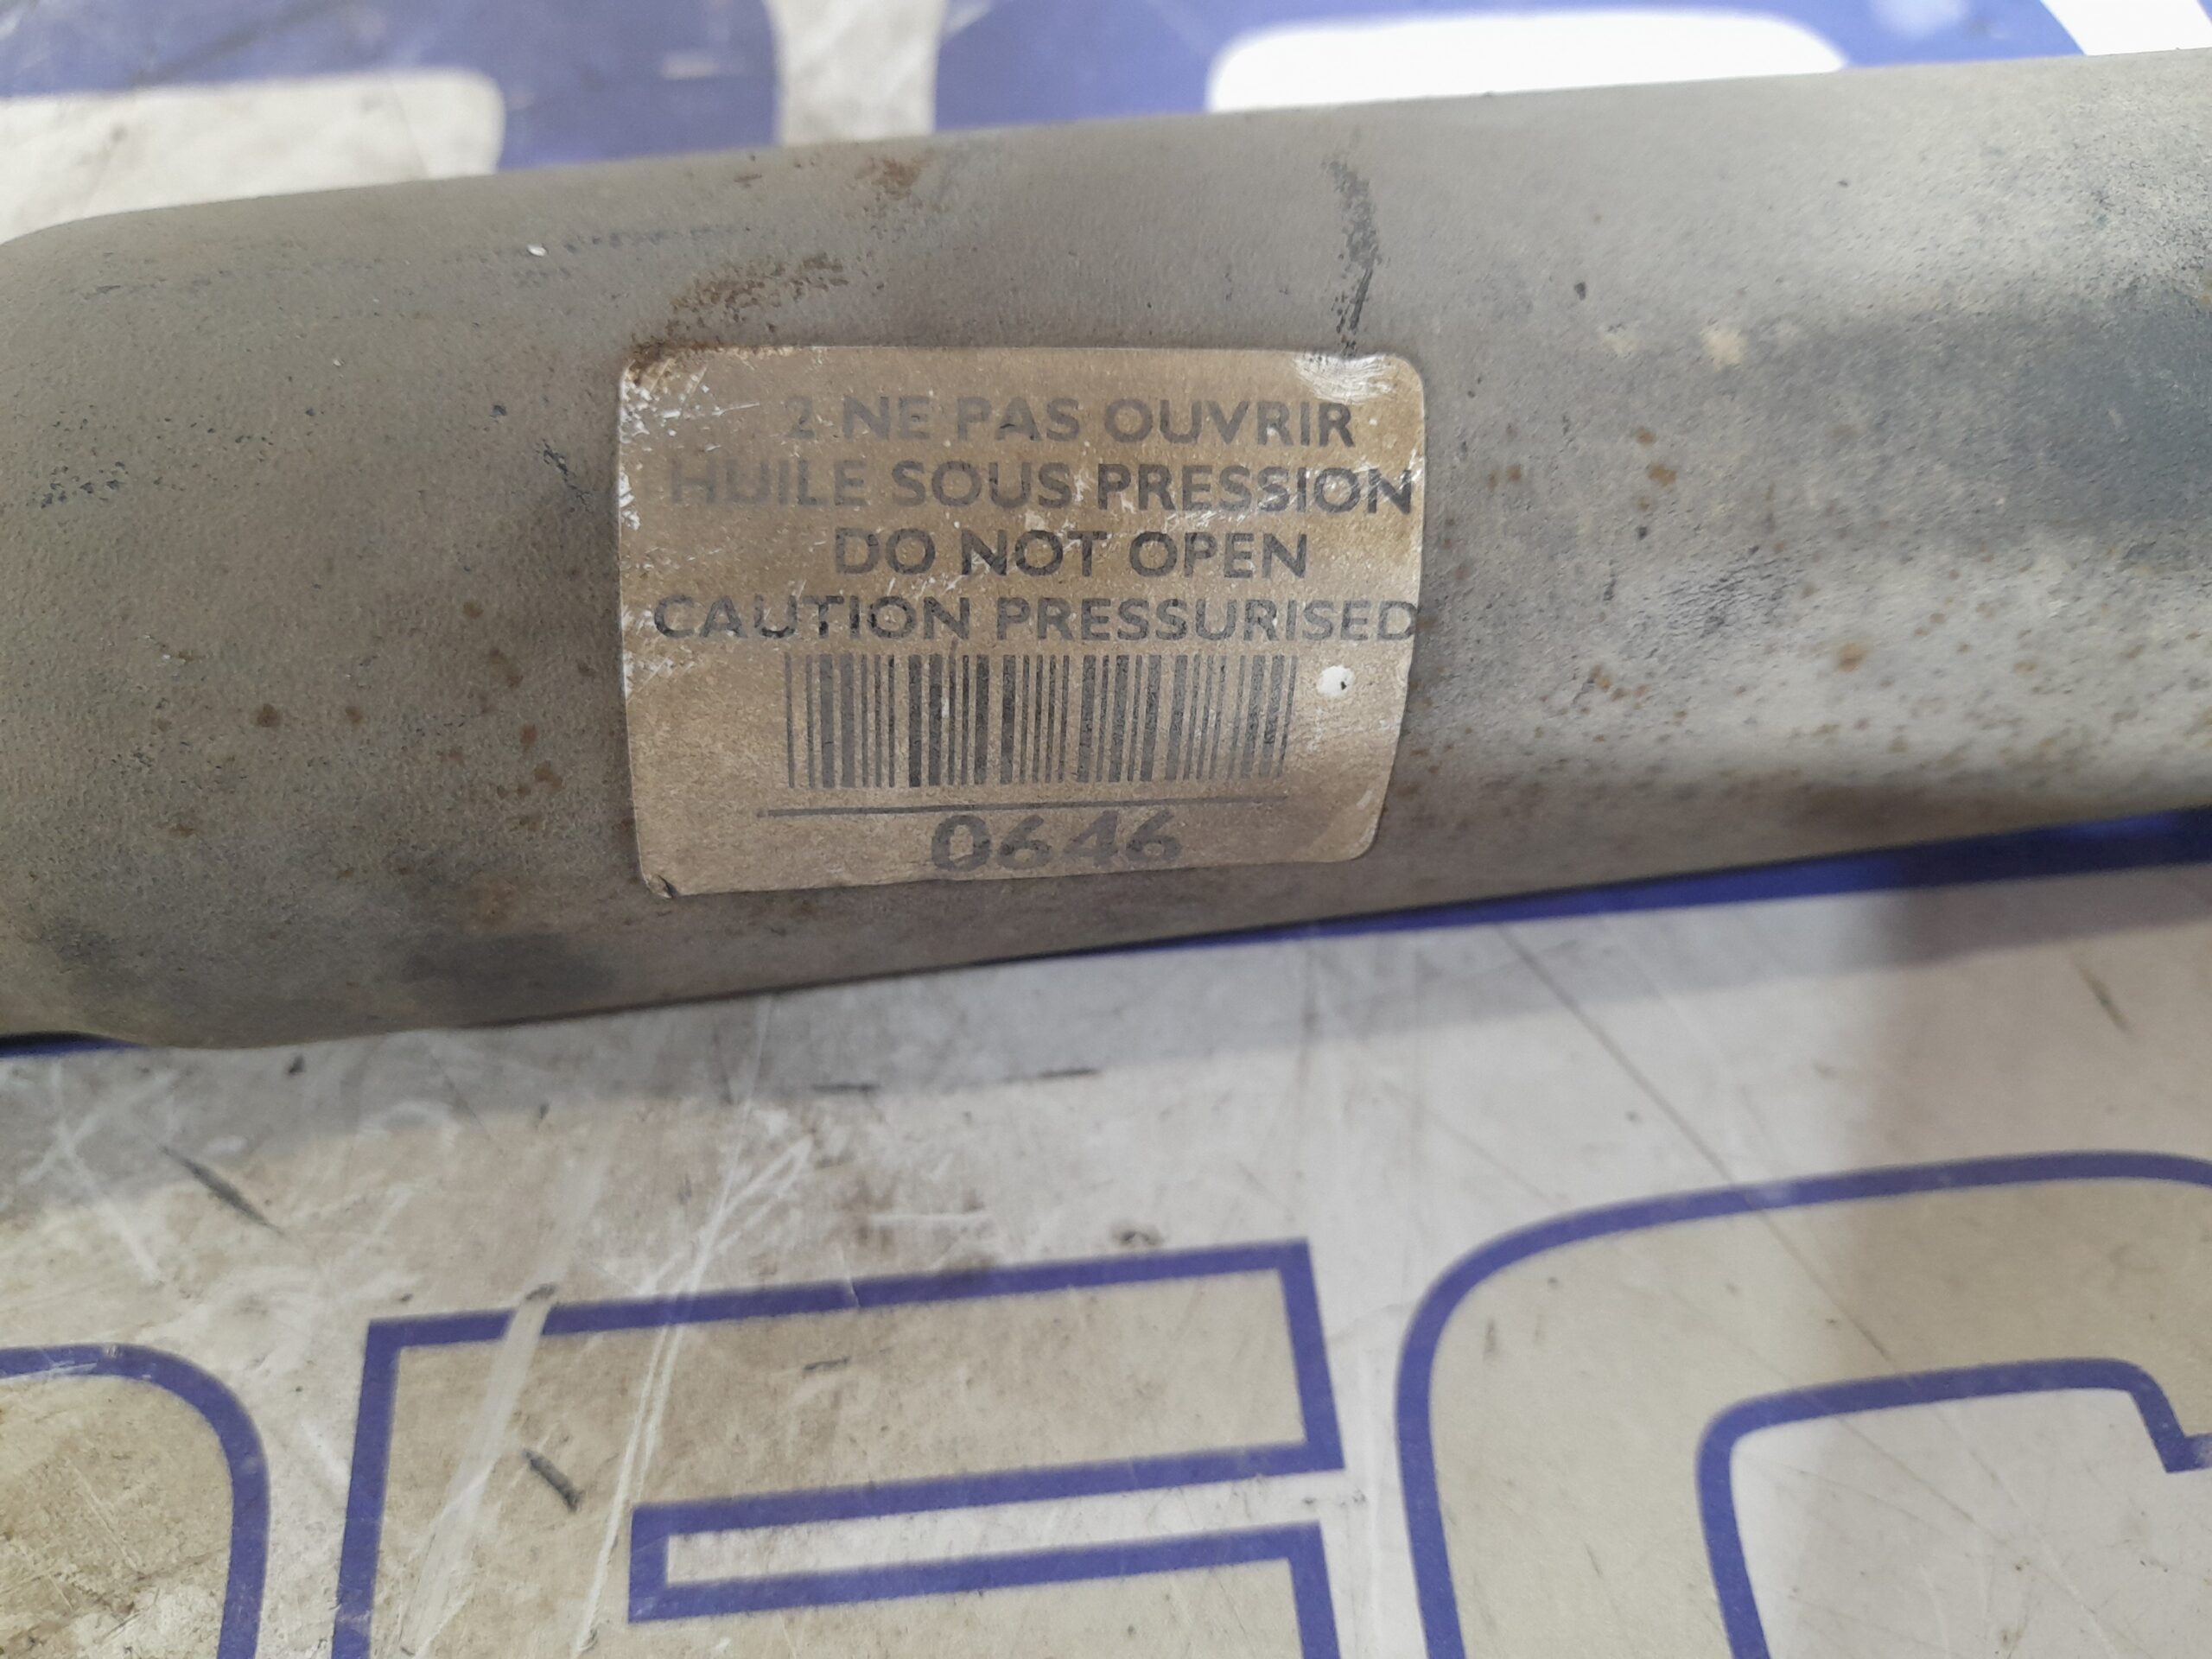 2 NE PAS OUVRIR
HUILE SOUS PRESSION
DO NOT OPEN
CAUTION PRESSURISED
0646